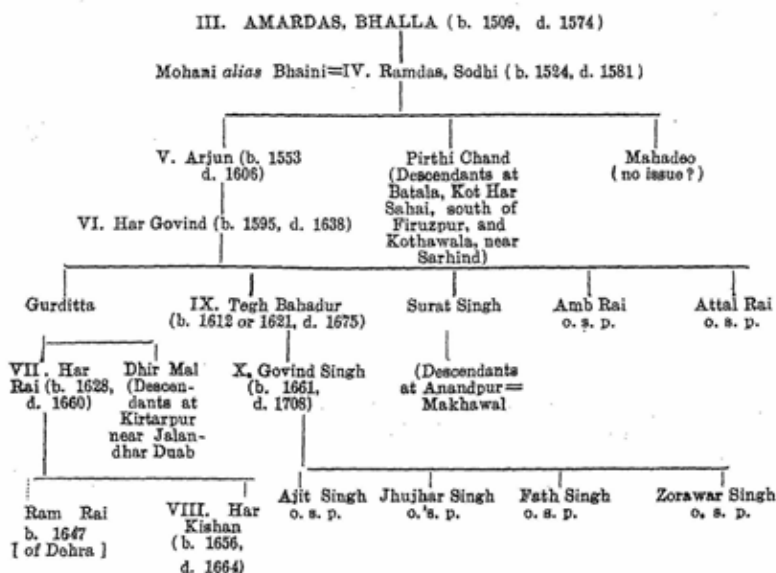 III. AMARDAS, BHALLA (b. 1509, d. 1574)
Mohani alias Bhaini=IV. Ramdas, Sodhi (b. 1524, d. 1581)
V. Arjun (b. 1553
d. 1606)
Pirthi Chand
(Descendants at
Batala, Kot Har
Sahai, south of
Firuzpur, and
Kothawala, near
Sarhind)
Mahadeo
(no issue?)
VI. Har Govind (b. 1595, d. 1638)
Gurditta
IX. Tegh Bahadur
(b. 1612 or 1621, d. 1675)
Surat Singh
Amb Rai
o. s. p.
Attal Rai
o. s. p.
VII. Har
Rai (b. 1628,
d. 1660)
Dhir Mal
(Descen-
dants at
Kirtarpur
near Jalan-
dhar Duab
X. Govind Singh
(b. 1661,
d. 1708)
(Descendants
at Anandpur=
Makhawal
Ram Rai
b. 1647
[ of Dehra ]
VIII. Har
Kishan
(b. 1656,
d. 1664)
Ajit Singh
o. s. p.
Jhujhar Singh
o. s. p.
Fath Singh
o. s. p.
Zorawar Singh
o. s. p.